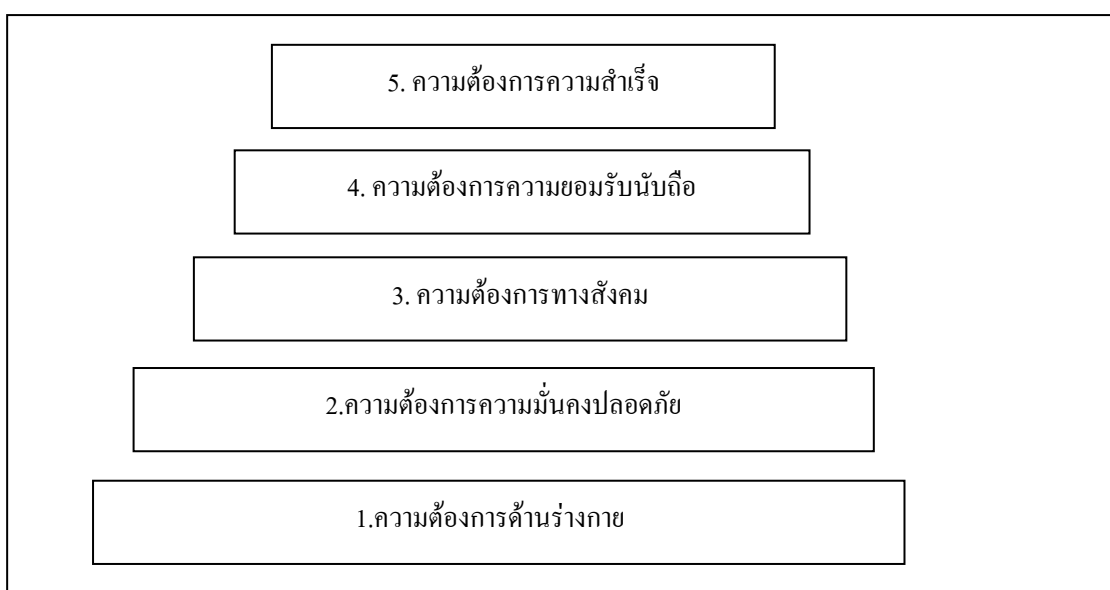 5. ความต้องการความสำเร็จ
4. ความต้องการความยอมรับนับถือ
3. ความต้องการทางสังคม
2.ความต้องการความมั่นคงปลอดภัย
1.ความต้องการด้านร่างกาย